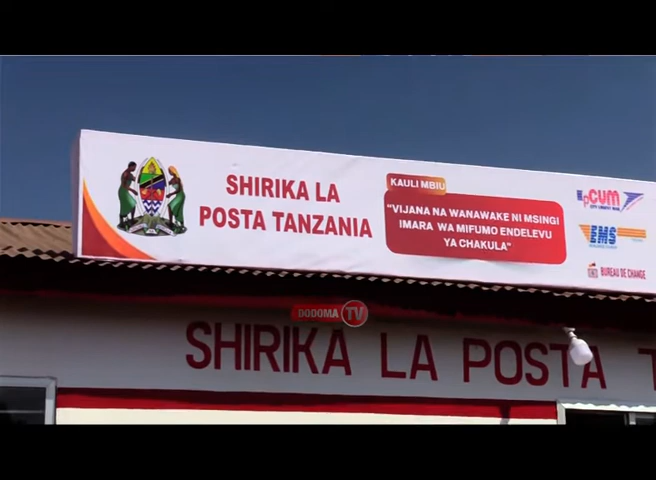 SHIRIKA LA
POSTA TANZANIA
KAULI MBIU
"VIJANA NA WANAWAKE NI MSINGI
IMARA WA MIFUMO ENDELEVU
YA CHAKULA"
CUM
EMS
BUREAU DE CHANGE
DODOMA TV
SHIRIKA LA POSTA T